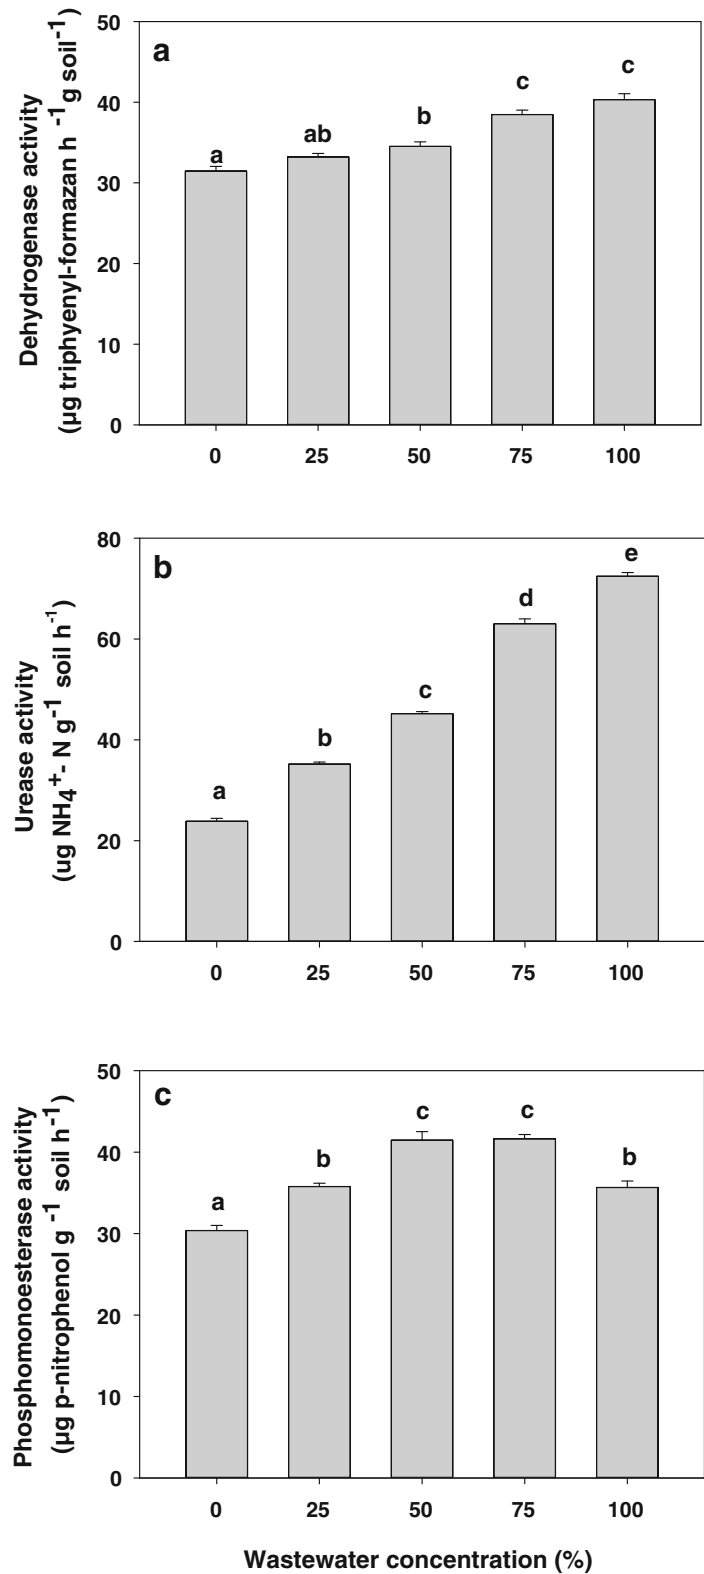 Dehydrogenase activity
(µg triphyenyl-formazan h⁻¹g soil⁻¹)
50
40
30
20
10
0
a
a
ab
b
c
c
0 25 50 75 100
Urease activity
(ug NH₄⁺- N g⁻¹ soil h⁻¹)
80
60
40
20
0
b
a
b
c
d
e
0 25 50 75 100
Phosphomonoesterase activity
(µg p-nitrophenol g⁻¹ soil h⁻¹)
50
40
30
20
10
0
c
a
b
c
c
b
0 25 50 75 100
Wastewater concentration (%)